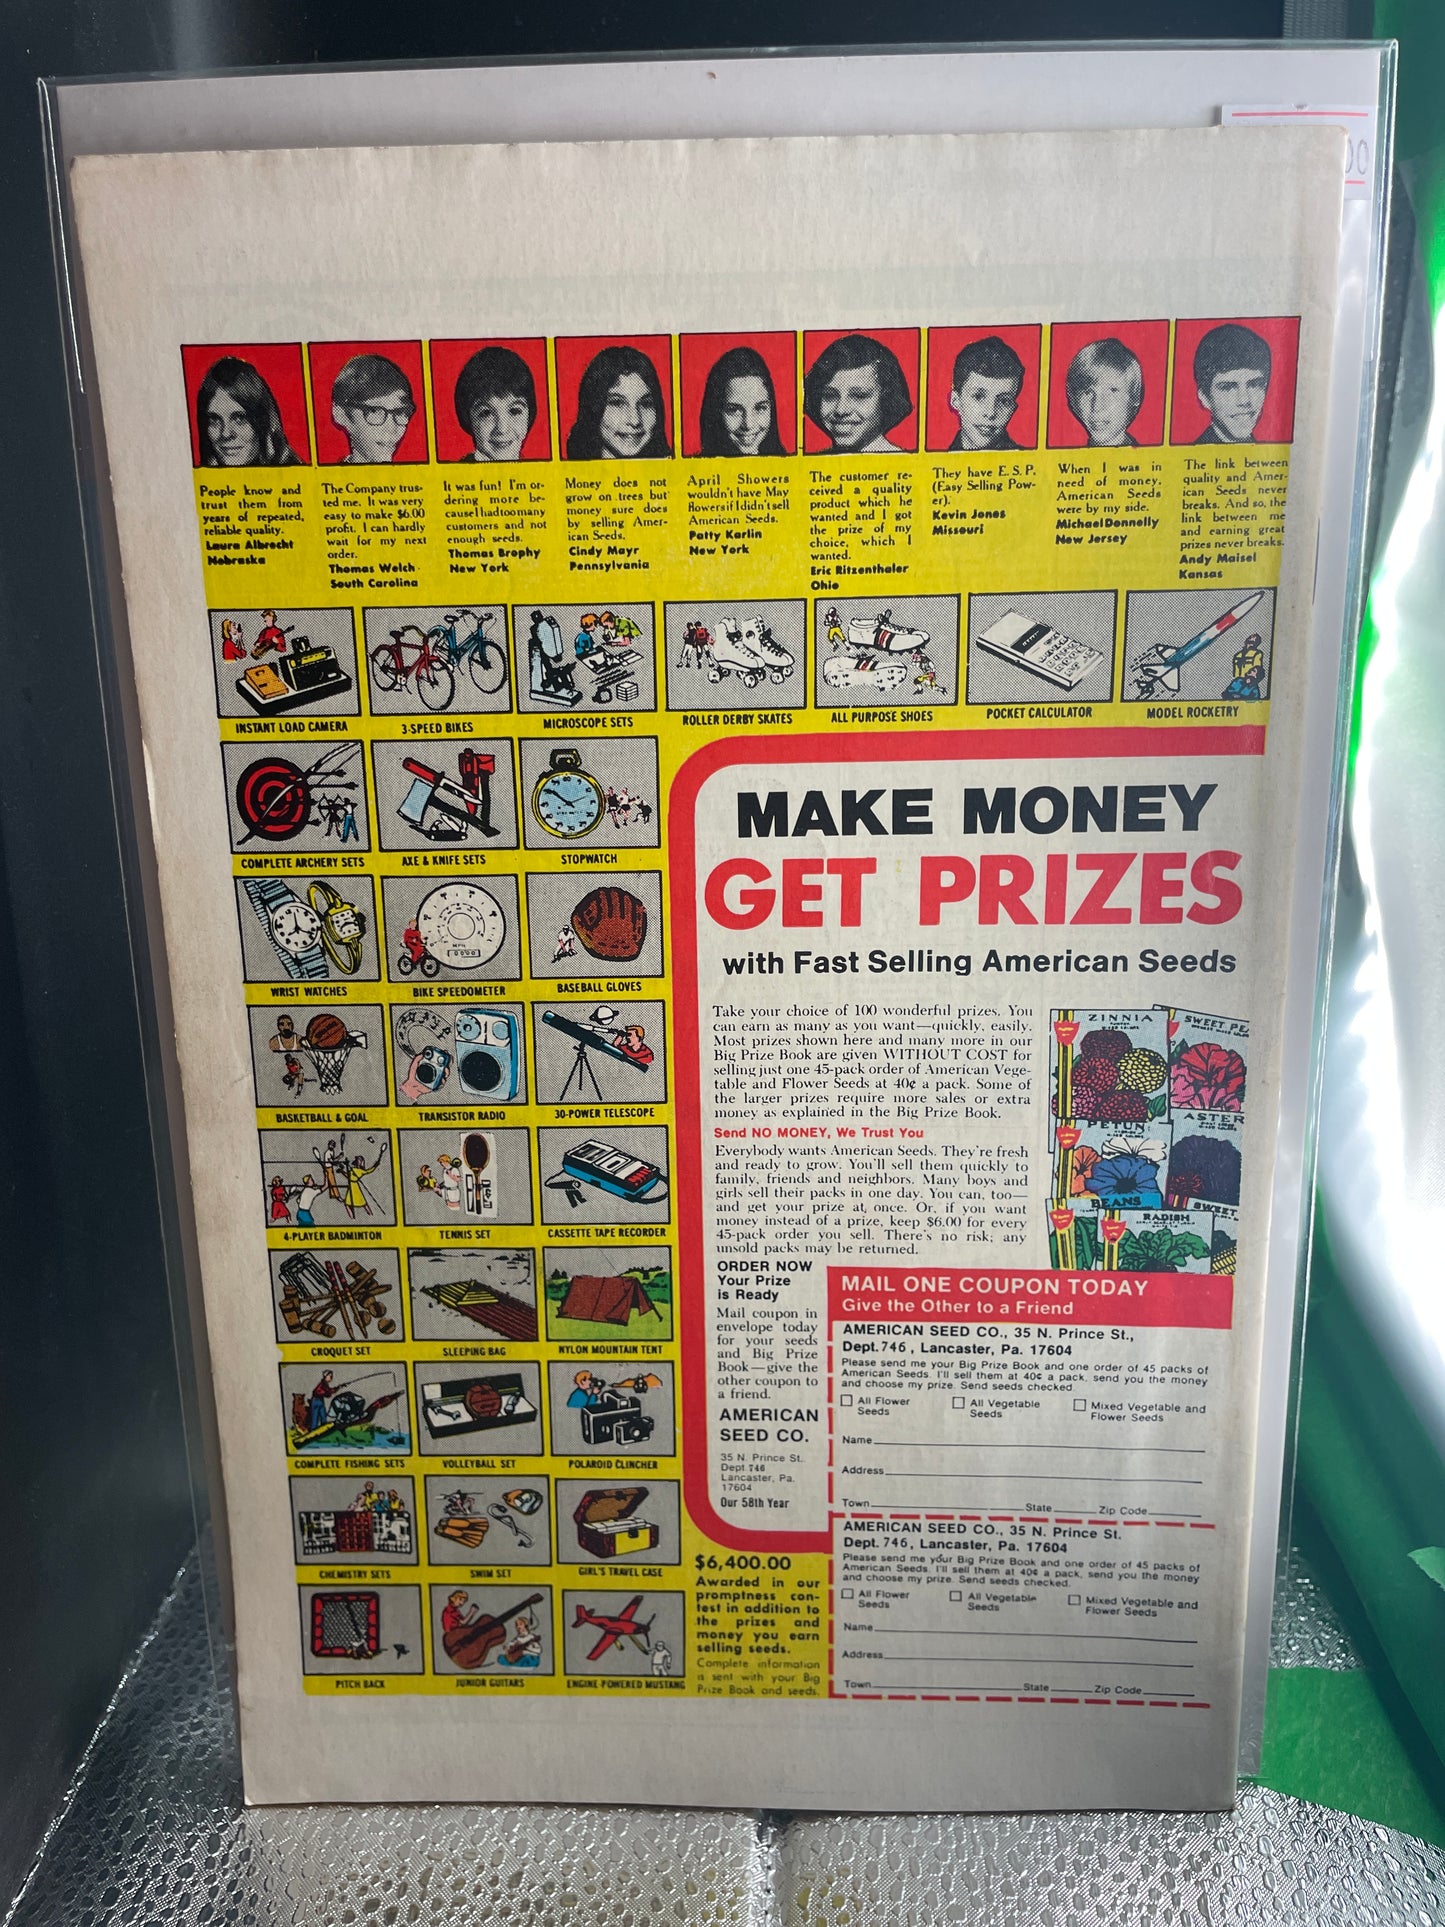 00
People know and
trust them from
years of repeated,
reliable quality.
Laura Albrecht
Nebraska
The Company trus-
ted me. It was very
easy to make $6.00
profit. I can hardly
wait for my next
order.
Thomas Welch
South Carolina
It was fun! I'm or-
dering more be-
cause I had too many
customers and not
enough seeds.
Thomas Brophy
New York
Money does not
grow on trees but
money sure does
by selling Amer-
ican Seeds.
Cindy Mayr
Pennsylvania
April Showers
wouldn't have May
flowers if I didn't sell
American Seeds.
Patty Karlin
New York
The customer re-
ceived a quality
product which he
wanted and I got
the prize of my
choice, which I
wanted.
Eric Ritzenthaler
Ohio
They have E. S. P.
(Easy Selling Pow-
er).
Kevin Jones
Missouri
When I was in
need of money,
American Seeds
were by my side.
Michael Donnelly
New Jersey
The link between
quality and Amer-
ican Seeds never
breaks. And so, the
link between me
and earning great
prizes never breaks.
Andy Maisel
Kansas
INSTANT LOAD CAMERA
3-SPEED BIKES
MICROSCOPE SETS
ROLLER DERBY SKATES
ALL PURPOSE SHOES
POCKET CALCULATOR
MODEL ROCKETRY
COMPLETE ARCHERY SETS
AXE & KNIFE SETS
STOPWATCH
WRIST WATCHES
BIKE SPEEDOMETER
BASEBALL GLOVES
BASKETBALL & GOAL
TRANSISTOR RADIO
30-POWER TELESCOPE
4-PLAYER BADMINTON
TENNIS SET
CASSETTE TAPE RECORDER
CROQUET SET
SLEEPING BAG
NYLON MOUNTAIN TENT
COMPLETE FISHING SETS
VOLLEYBALL SET
POLAROID CLINCHER
CHEMISTRY SETS
SWIM SET
GIRL'S TRAVEL CASE
PITCH BACK
JUNIOR GUITARS
ENGINE-POWERED MUSTANG
MAKE MONEY
GET PRIZES
with Fast Selling American Seeds
Take your choice of 100 wonderful prizes. You
can earn as many as you want—quickly, easily.
Most prizes shown here and many more in our
Big Prize Book are given WITHOUT COST for
selling just one 45-pack order of American Vege-
table and Flower Seeds at 40¢ a pack. Some of
the larger prizes require more sales or extra
money as explained in the Big Prize Book.
Send NO MONEY, We Trust You
Everybody wants American Seeds. They're fresh
and ready to grow. You'll sell them quickly to
family, friends and neighbors. Many boys and
girls sell their packs in one day. You can, too—
and get your prize at once. Or, if you want
money instead of a prize, keep $6.00 for every
45-pack order you sell. There's no risk; any
unsold packs may be returned.
ZINNIA
SWEET PE
ASTER
PETUN
BEANS
RADISH
SWEET
ORDER NOW
Your Prize
is Ready
Mail coupon in
envelope today
for your seeds
and Big Prize
Book—give the
other coupon to
a friend.
AMERICAN
SEED CO.
35 N. Prince St.
Dept 746
Lancaster, Pa.
17604
Our 58th Year
MAIL ONE COUPON TODAY
Give the Other to a Friend
AMERICAN SEED CO., 35 N. Prince St.,
Dept. 746, Lancaster, Pa. 17604
Please send me your Big Prize Book and one order of 45 packs of
American Seeds. I'll sell them at 40¢ a pack, send you the money
and choose my prize. Send seeds checked.
All Flower Seeds
All Vegetable Seeds
Mixed Vegetable and Flower Seeds
Name
Address
Town State Zip Code
AMERICAN SEED CO., 35 N. Prince St.
Dept. 746, Lancaster, Pa. 17604
Please send me your Big Prize Book and one order of 45 packs of
American Seeds. I'll sell them at 40¢ a pack, send you the money
and choose my prize. Send seeds checked.
All Flower Seeds
All Vegetable Seeds
Mixed Vegetable and Flower Seeds
Name
Address
Town State Zip Code
$6,400.00
Awarded in our
promptness con-
test in addition to
the prizes and
money you earn
selling seeds.
Complete information
is sent with your Big
Prize Book and seeds.